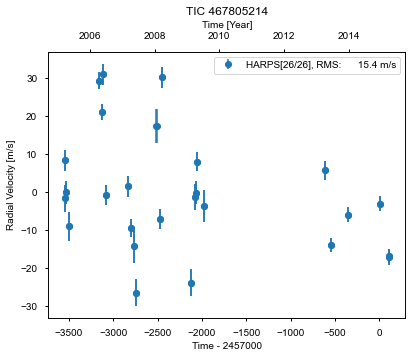 TIC 467805214
Time [Year]
2006 2008 2010 2012 2014
HARPS[26/26], RMS: 15.4 m/s
30
20
10
0
−10
−20
−30
Radial Velocity [m/s]
−3500 −3000 −2500 −2000 −1500 −1000 −500 0
Time - 2457000